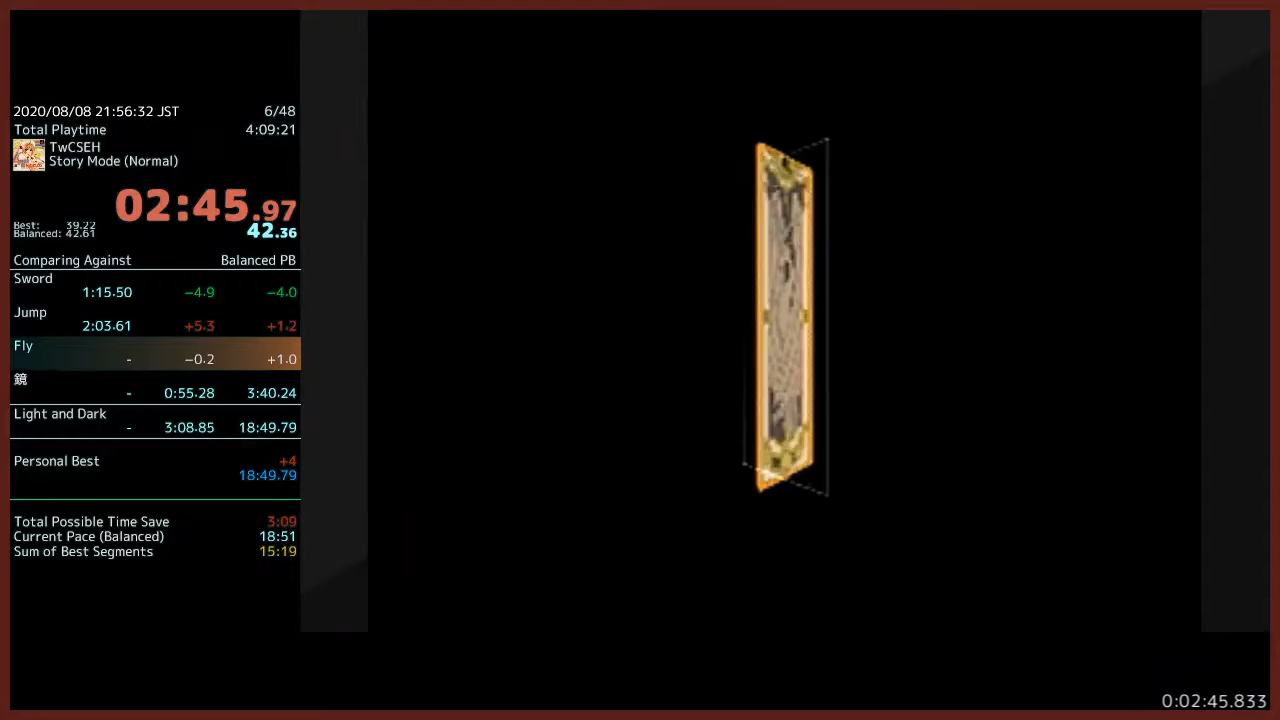 2020/08/08 21:56:32 JST 6/48
Total Playtime 4:09:21
TwCSEH
Story Mode (Normal)
02:45.97
Best: 39.22
Balanced: 42.61 42.36
Comparing Against Balanced PB
Sword
1:15.50 −4.9 −4.0
Jump
2:03.61 +5.3 +1.2
Fly
- −0.2 +1.0
鏡
- 0:55.28 3:40.24
Light and Dark
- 3:08.85 18:49.79
Personal Best +4
18:49.79
Total Possible Time Save 3:09
Current Pace (Balanced) 18:51
Sum of Best Segments 15:19
0:02:45.833